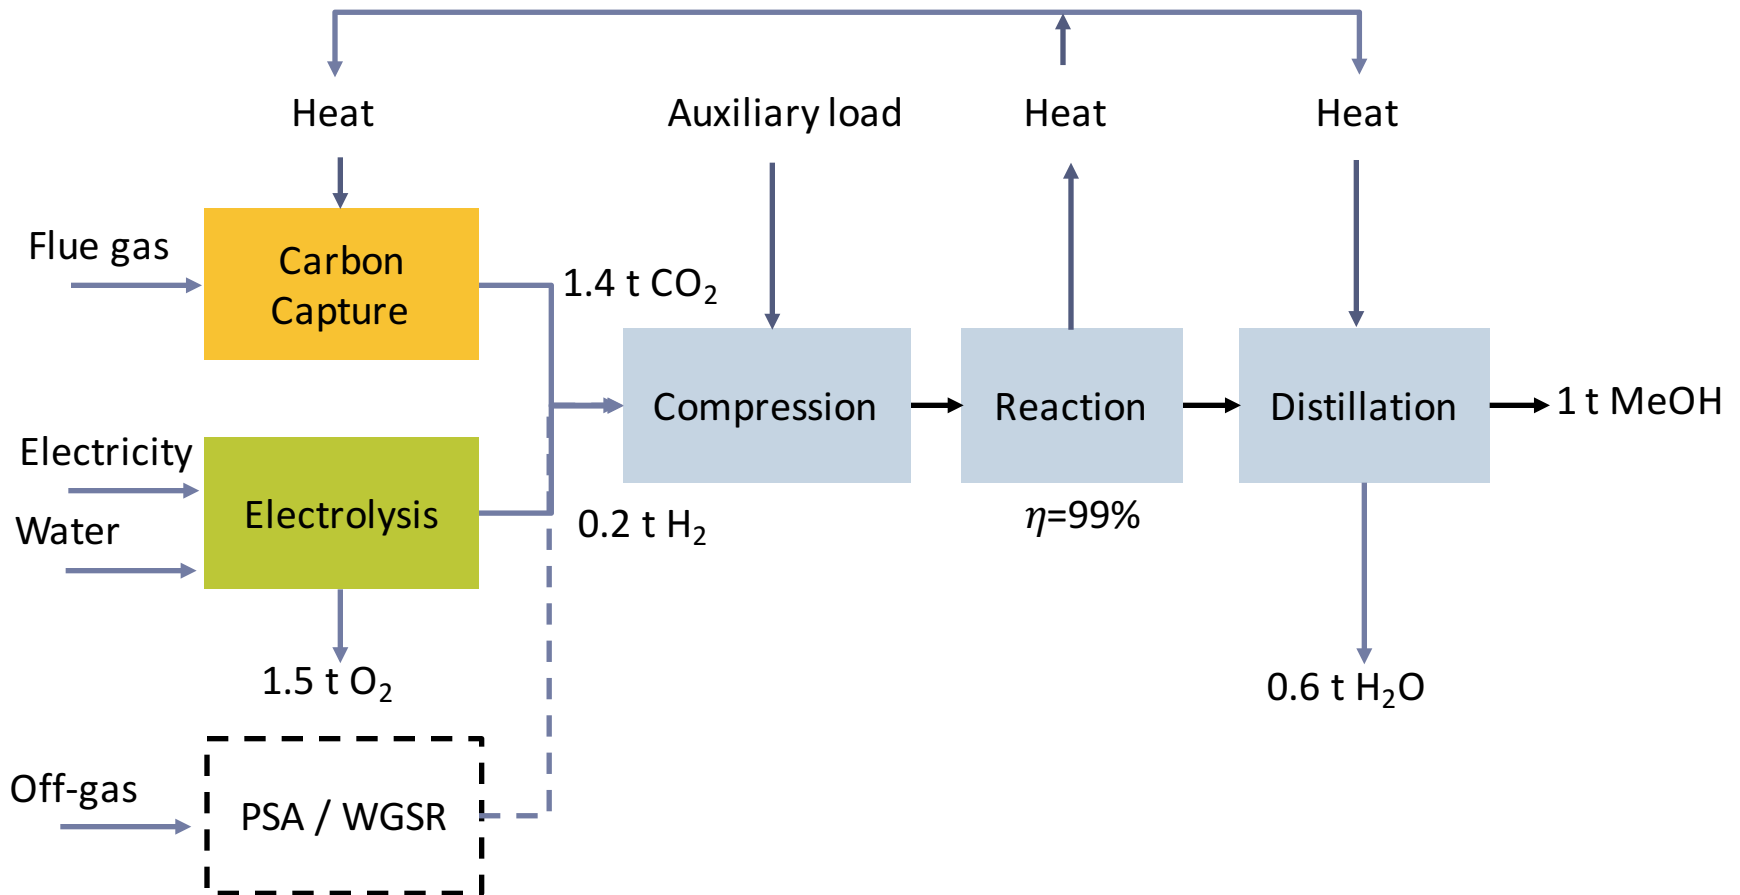 Heat
Auxiliary load
Heat
Heat
Flue gas
Carbon
Capture
1.4 t CO₂
Compression
Reaction
Distillation
1 t MeOH
Electricity
Water
Electrolysis
0.2 t H₂
η=99%
1.5 t O₂
0.6 t H₂O
Off-gas
PSA / WGSR